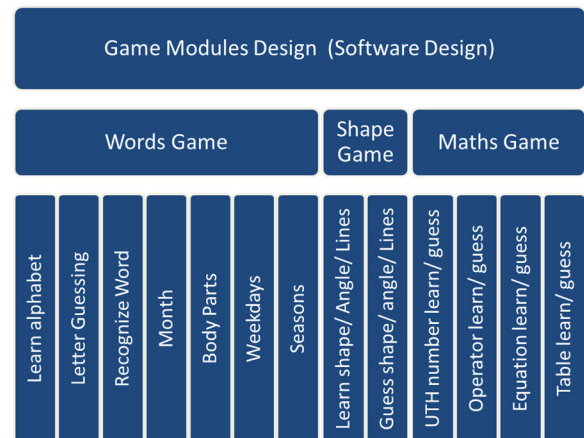 Game Modules Design (Software Design)
Words Game
Shape
Game
Maths Game
Learn alphabet
Letter Guessing
Recognize Word
Month
Body Parts
Weekdays
Seasons
Learn shape/ Angle/ Lines
Guess shape/ angle/ Lines
UTH number learn/ guess
Operator learn/ guess
Equation learn/ guess
Table learn/ guess